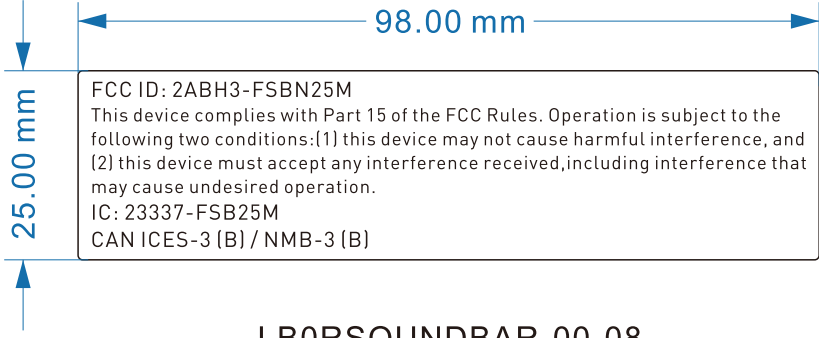 98.00 mm
25.00 mm
FCC ID: 2ABH3-FSBN25M
This device complies with Part 15 of the FCC Rules. Operation is subject to the
following two conditions:(1) this device may not cause harmful interference, and
(2) this device must accept any interference received,including interference that
may cause undesired operation.
IC: 23337-FSB25M
CAN ICES-3 (B) / NMB-3 (B)